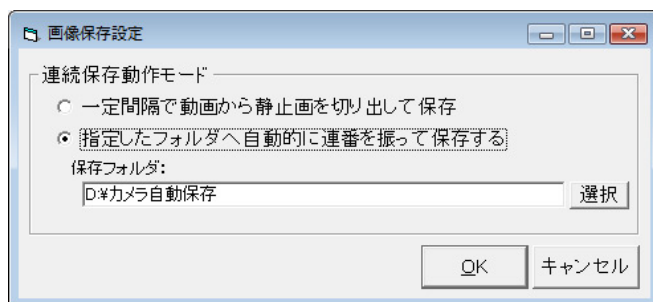 画像保存設定
連続保存動作モード
一定間隔で動画から静止画を切り出して保存
指定したフォルダへ自動的に連番を振って保存する
保存フォルダ:
D:¥カメラ自動保存
選択
OK
キャンセル